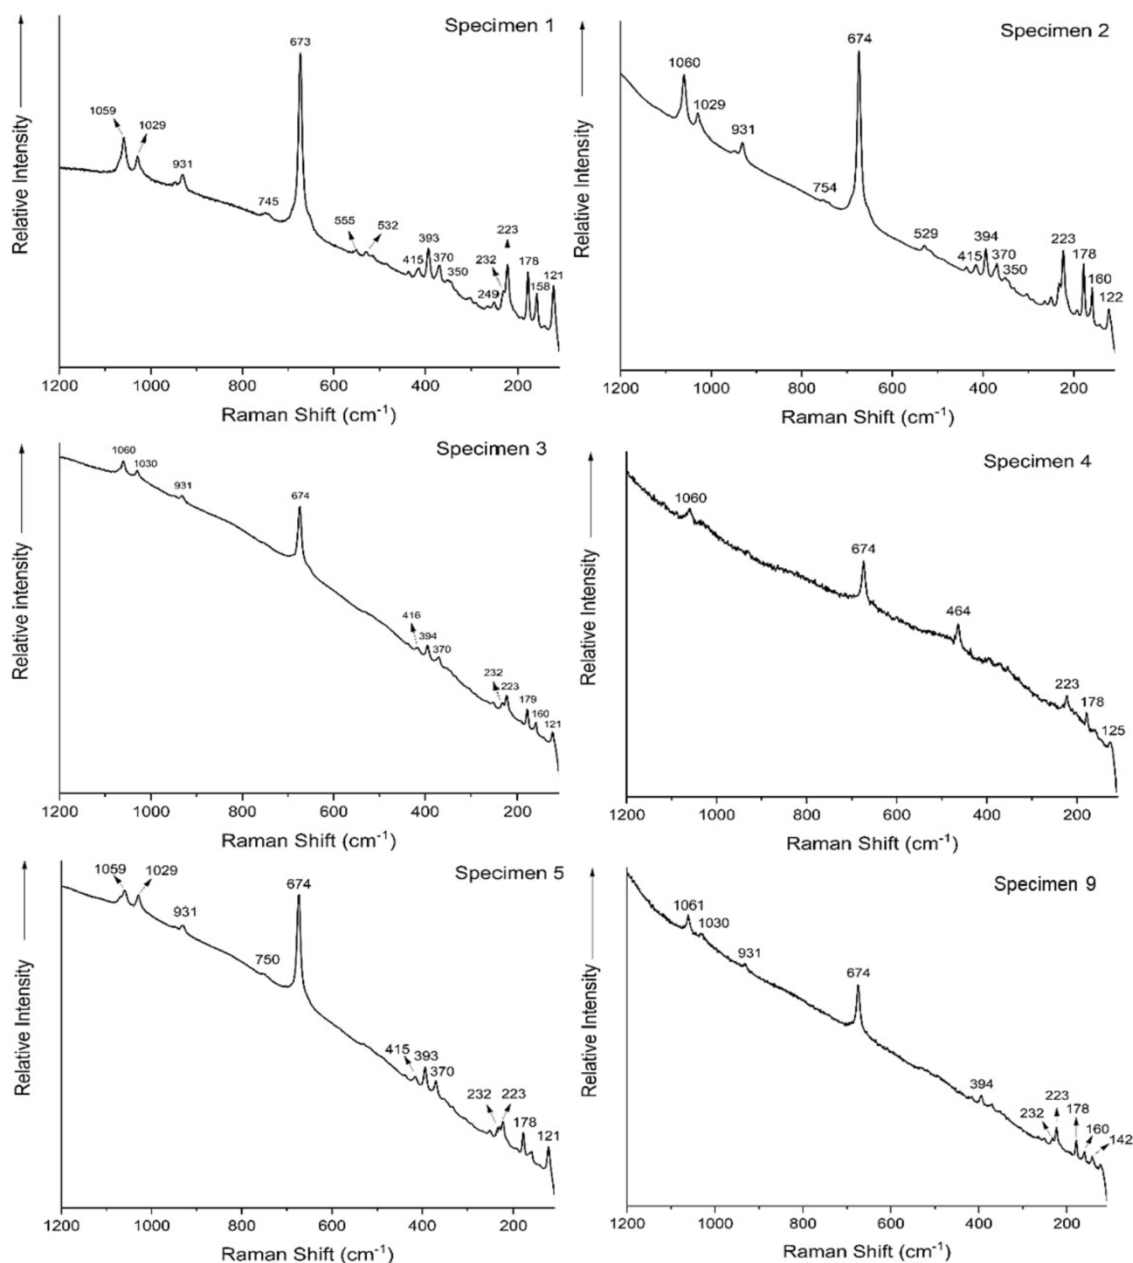 Specimen 1
Relative Intensity
1059
1029
931
745
673
555
532
415
393
370
350
249
232
223
178
158
121
1200 1000 800 600 400 200
Raman Shift (cm-1)
Specimen 2
Relative Intensity
1060
1029
931
754
674
529
415
394
370
350
223
178
160
122
1200 1000 800 600 400 200
Raman Shift (cm-1)
Specimen 3
Relative intensity
1060
1030
931
674
416
394
370
232
223
179
160
121
1200 1000 800 600 400 200
Raman Shift (cm-1)
Specimen 4
Relative Intensity
1060
674
464
223
178
125
1200 1000 800 600 400 200
Raman Shift (cm-1)
Specimen 5
Relative Intensity
1059
1029
931
750
674
415
393
370
232
223
178
121
1200 1000 800 600 400 200
Raman Shift (cm-1)
Specimen 9
Relative Intensity
1061
1030
931
674
394
232
223
178
160
142
1200 1000 800 600 400 200
Raman Shift (cm-1)